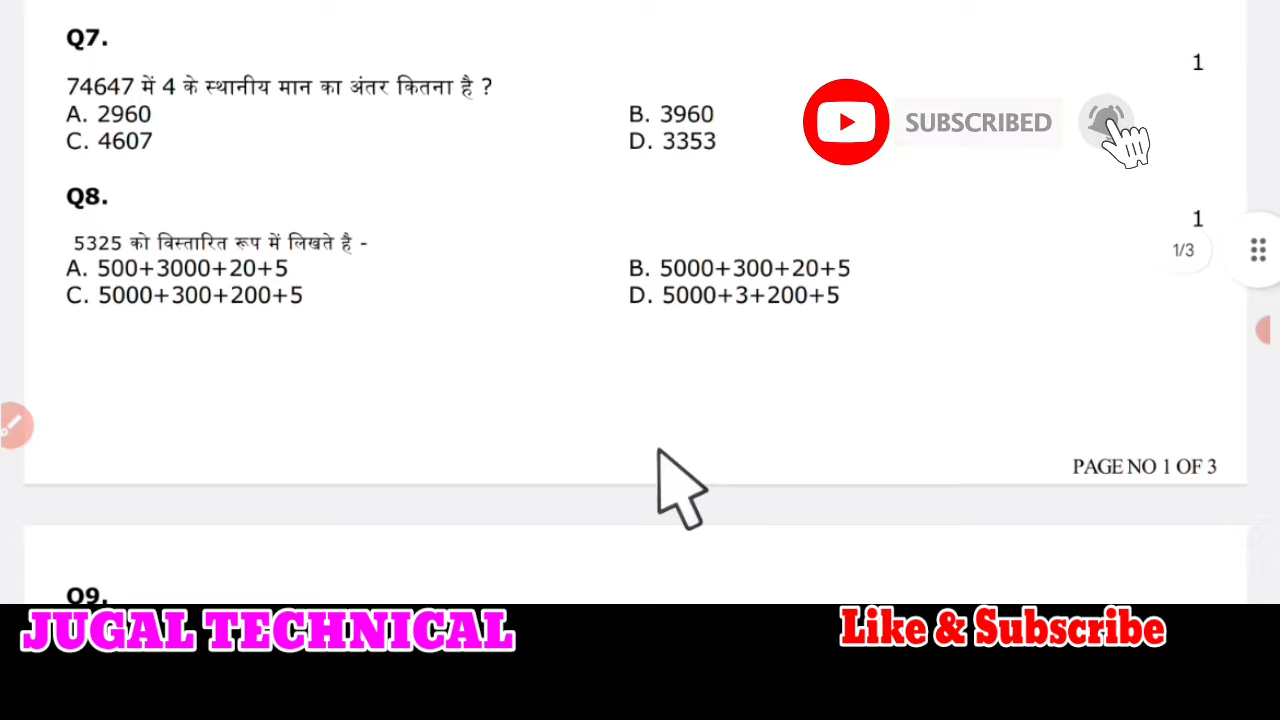 Q7.
1
74647 में 4 के स्थानीय मान का अंतर कितना है ?
A. 2960
B. 3960
C. 4607
D. 3353
SUBSCRIBED
Q8.
1
5325 को विस्तारित रूप में लिखते है -
1/3
A. 500+3000+20+5
B. 5000+300+20+5
C. 5000+300+200+5
D. 5000+3+200+5
PAGE NO 1 OF 3
Q9.
JUGAL TECHNICAL
Like & Subscribe